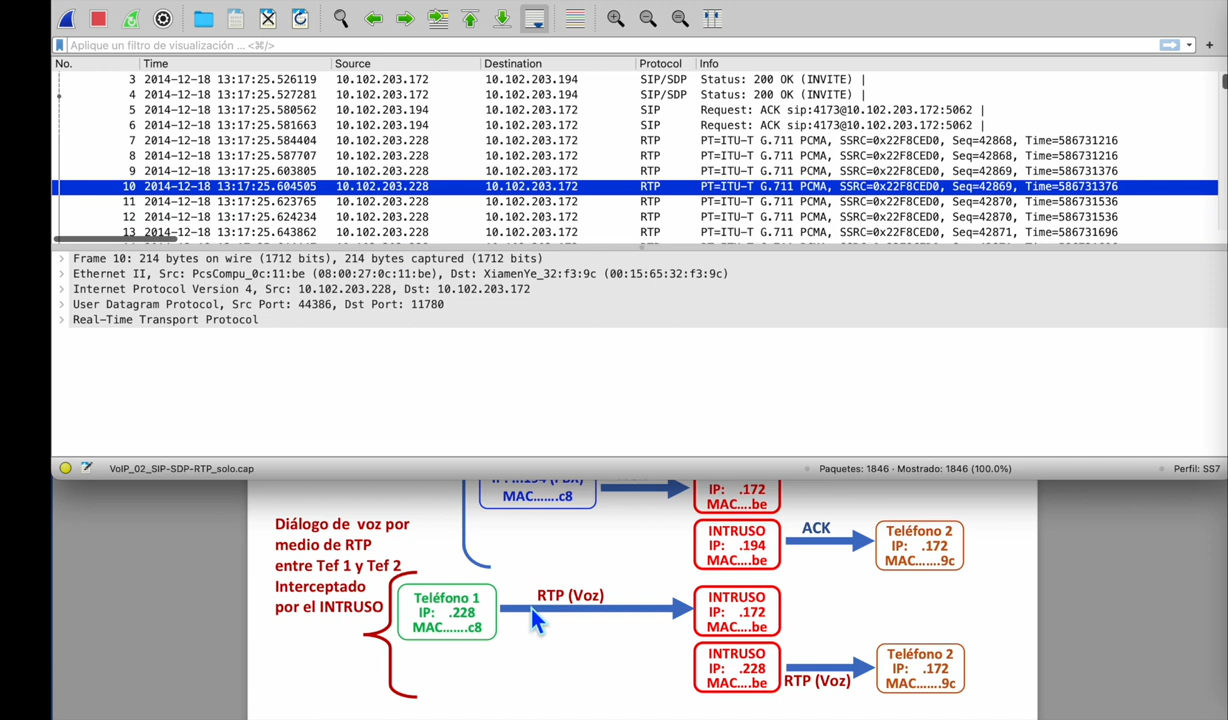 Aplique un filtro de visualización ... <⌘/>
No. Time Source Destination Protocol Info
3 2014-12-18 13:17:25.526119 10.102.203.172 10.102.203.194 SIP/SDP Status: 200 OK (INVITE) |
4 2014-12-18 13:17:25.527281 10.102.203.172 10.102.203.194 SIP/SDP Status: 200 OK (INVITE) |
5 2014-12-18 13:17:25.580562 10.102.203.194 10.102.203.172 SIP Request: ACK sip:4173@10.102.203.172:5062 |
6 2014-12-18 13:17:25.581663 10.102.203.194 10.102.203.172 SIP Request: ACK sip:4173@10.102.203.172:5062 |
7 2014-12-18 13:17:25.584404 10.102.203.228 10.102.203.172 RTP PT=ITU-T G.711 PCMA, SSRC=0x22F8CED0, Seq=42868, Time=586731216
8 2014-12-18 13:17:25.587707 10.102.203.228 10.102.203.172 RTP PT=ITU-T G.711 PCMA, SSRC=0x22F8CED0, Seq=42868, Time=586731216
9 2014-12-18 13:17:25.603805 10.102.203.228 10.102.203.172 RTP PT=ITU-T G.711 PCMA, SSRC=0x22F8CED0, Seq=42869, Time=586731376
10 2014-12-18 13:17:25.604505 10.102.203.228 10.102.203.172 RTP PT=ITU-T G.711 PCMA, SSRC=0x22F8CED0, Seq=42869, Time=586731376
11 2014-12-18 13:17:25.623765 10.102.203.228 10.102.203.172 RTP PT=ITU-T G.711 PCMA, SSRC=0x22F8CED0, Seq=42870, Time=586731536
12 2014-12-18 13:17:25.624234 10.102.203.228 10.102.203.172 RTP PT=ITU-T G.711 PCMA, SSRC=0x22F8CED0, Seq=42870, Time=586731536
13 2014-12-18 13:17:25.643862 10.102.203.228 10.102.203.172 RTP PT=ITU-T G.711 PCMA, SSRC=0x22F8CED0, Seq=42871, Time=586731696
Frame 10: 214 bytes on wire (1712 bits), 214 bytes captured (1712 bits)
Ethernet II, Src: PcsCompu_0c:11:be (08:00:27:0c:11:be), Dst: XiamenYe_32:f3:9c (00:15:65:32:f3:9c)
Internet Protocol Version 4, Src: 10.102.203.228, Dst: 10.102.203.172
User Datagram Protocol, Src Port: 44386, Dst Port: 11780
Real-Time Transport Protocol
VoIP_02_SIP-SDP-RTP_solo.cap Paquetes: 1846 · Mostrado: 1846 (100.0%) Perfil: SS7
MAC.......c8
IP: .172
MAC....be
Diálogo de voz por
medio de RTP
entre Tef 1 y Tef 2
Interceptado
por el INTRUSO
INTRUSO
IP: .194
MAC....be
ACK
Teléfono 2
IP: .172
MAC.......9c
Teléfono 1
IP: .228
MAC.......c8
RTP (Voz)
INTRUSO
IP: .172
MAC....be
INTRUSO
IP: .228
MAC....be
RTP (Voz)
Teléfono 2
IP: .172
MAC.......9c